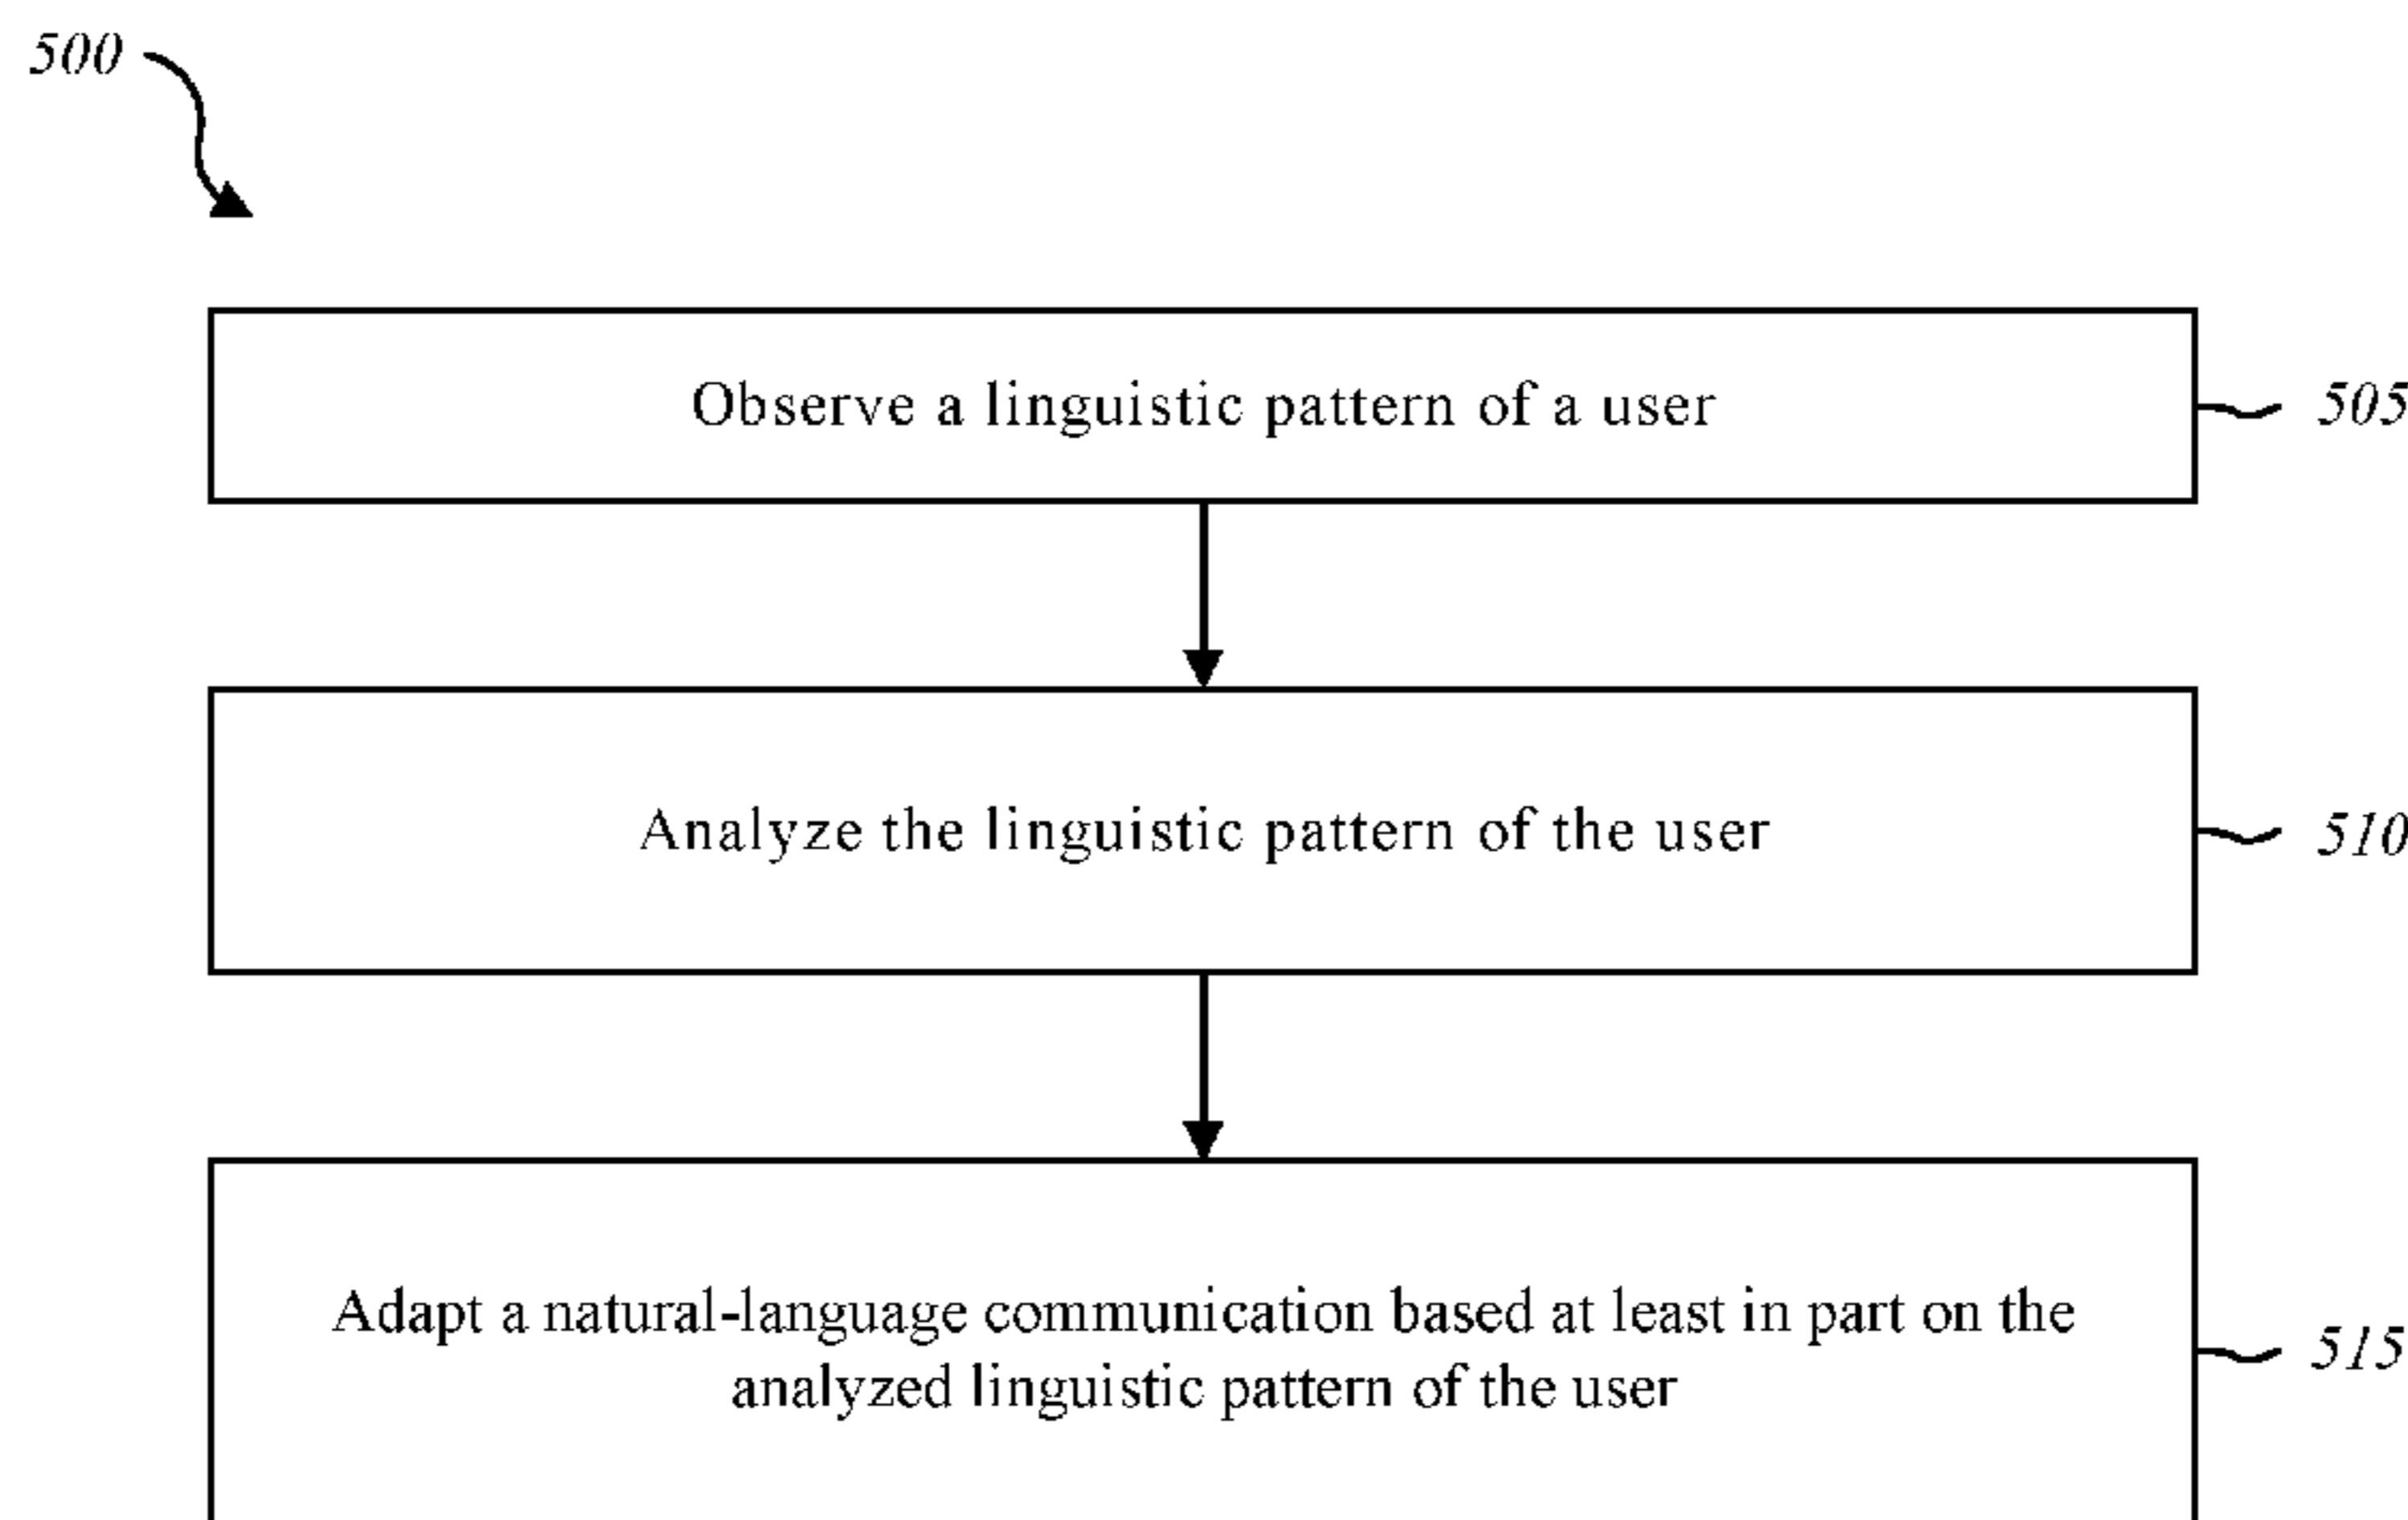 500
Observe a linguistic pattern of a user
505
Analyze the linguistic pattern of the user
510
Adapt a natural-language communication based at least in part on the
analyzed linguistic pattern of the user
515